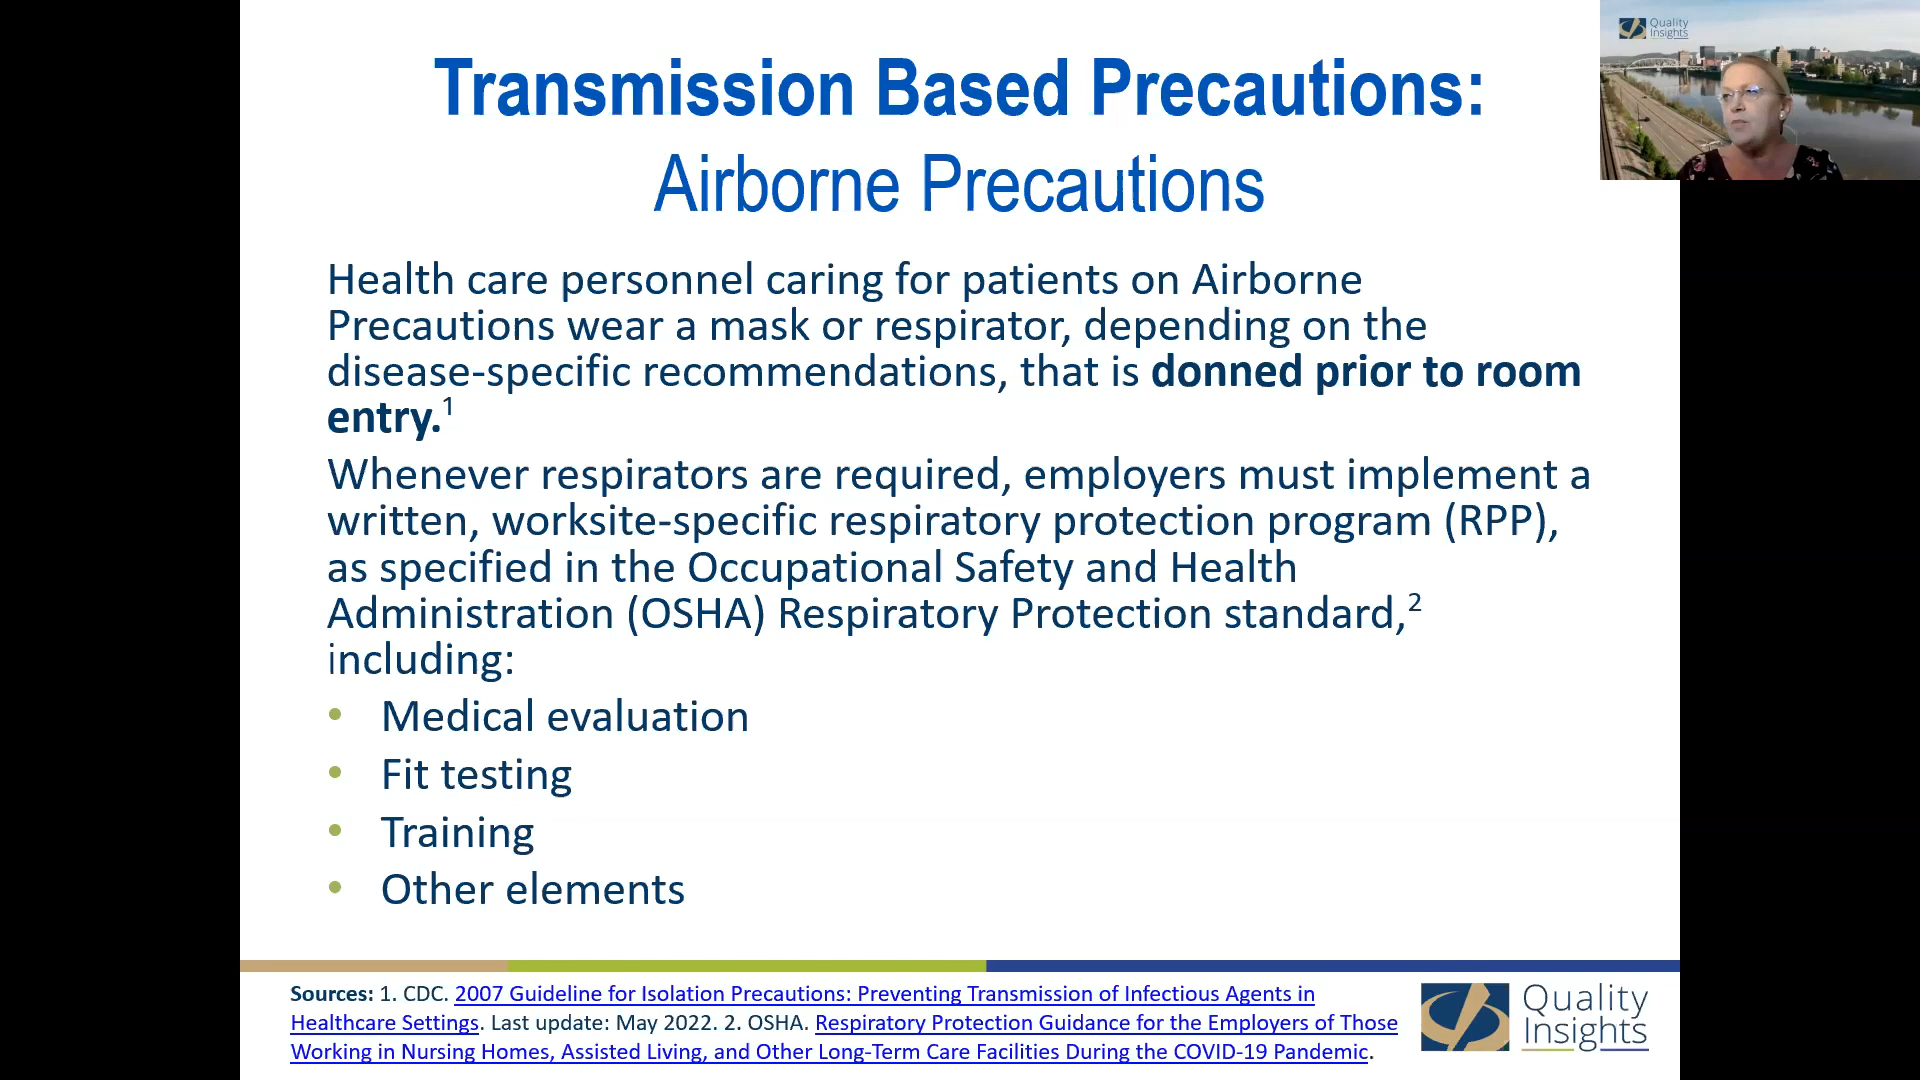 Quality
Insights
Transmission Based Precautions:
Airborne Precautions
Health care personnel caring for patients on Airborne
Precautions wear a mask or respirator, depending on the
disease-specific recommendations, that is donned prior to room
entry.1
Whenever respirators are required, employers must implement a
written, worksite-specific respiratory protection program (RPP),
as specified in the Occupational Safety and Health
Administration (OSHA) Respiratory Protection standard,2
including:
• Medical evaluation
• Fit testing
• Training
• Other elements
Sources: 1. CDC. 2007 Guideline for Isolation Precautions: Preventing Transmission of Infectious Agents in
Healthcare Settings. Last update: May 2022. 2. OSHA. Respiratory Protection Guidance for the Employers of Those
Working in Nursing Homes, Assisted Living, and Other Long-Term Care Facilities During the COVID-19 Pandemic.
Quality
Insights